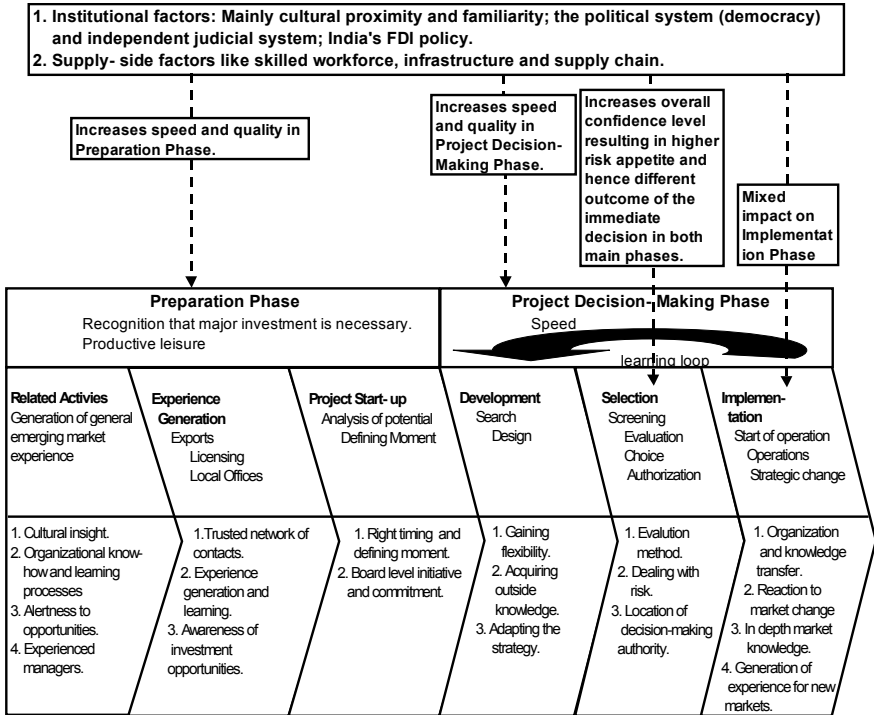 1. Institutional factors: Mainly cultural proximity and familiarity; the political system (democracy)
and independent judicial system; India's FDI policy.
2. Supply- side factors like skilled workforce, infrastructure and supply chain.
Increases speed and quality in
Preparation Phase.
Increases speed
and quality in
Project Decision-
Making Phase.
Increases overall
confidence level
resulting in higher
risk appetite and
hence different
outcome of the
immediate
decision in both
main phases.
Mixed
impact on
Implementat
ion Phase
Preparation Phase
Recognition that major investment is necessary.
Productive leisure
Project Decision- Making Phase
Speed
learning loop
Related Activies
Generation of general
emerging market
experience
Experience
Generation
Exports
Licensing
Local Offices
Project Start- up
Analysis of potential
Defining Moment
Development
Search
Design
Selection
Screening
Evaluation
Choice
Authorization
Implemen-
tation
Start of operation
Operations
Strategic change
1. Cultural insight.
2. Organizational know-
how and learning
processes
3. Alertness to
opportunities.
4. Experienced
managers.
1.Trusted network of
contacts.
2. Experience
generation and
learning.
3. Awareness of
investment
opportunities.
1. Right timing and
defining moment.
2. Board level initiative
and commitment.
1. Gaining
flexibility.
2. Acquiring
outside
knowledge.
3. Adapting the
strategy.
1. Evalution
method.
2. Dealing with
risk.
3. Location of
decision-making
authority.
1. Organization
and knowledge
transfer.
2. Reaction to
market change
3. In depth market
knowledge.
4. Generation of
experience for new
markets.